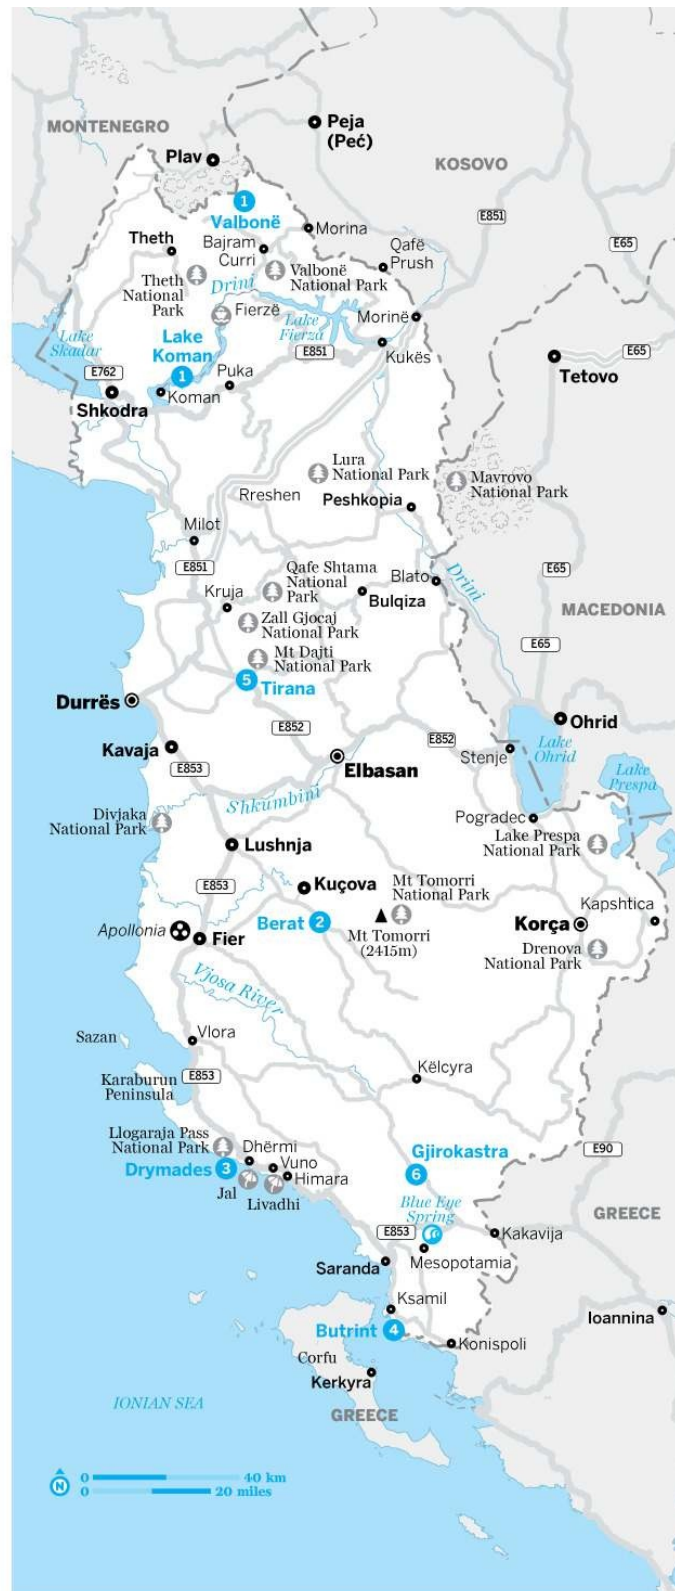 MONTENEGRO
Peja
(Peć)
Plav
KOSOVO
1
Valbonë
E851
Morina
Theth
Bajram
Curri
Qafë
Prush
E65
Theth
National
Park
Valbonë
National Park
Drini
Fierzë
Lake
Fierza
Morinë
Lake
Skadar
Lake
Koman
1
E851
Kukës
E65
E762
Puka
Tetovo
Koman
Shkodra
Lura
National Park
Mavrovo
National Park
Rreshen
Peshkopia
Milot
E851
Qafe Shtama
National
Park
Blato
Drini
E65
Kruja
Bulqiza
MACEDONIA
Zall Gjocaj
National Park
E65
Mt Dajti
National Park
5
Tirana
Durrës
Ohrid
E852
E852
Kavaja
Stenje
Lake
Ohrid
E853
Elbasan
Lake
Prespa
Shkumbini
Divjaka
National Park
Pogradec
Lake Prespa
National Park
Lushnja
E853
Kuçova
Mt Tomorri
National Park
Kapshtica
Berat
2
Korça
Apollonia
Mt Tomorri
(2415m)
Fier
Drenova
National Park
Vjosa River
Sazan
Vlora
Karaburun
Peninsula
E853
Këlcyra
Llogaraja Pass
National Park
Dhërmi
Gjirokastra
E90
Drymades
3
Vuno
6
Himara
Jal
Livadhi
Blue Eye
Spring
GREECE
E853
Kakavija
Mesopotamia
Saranda
Ksamil
Ioannina
Butrint
4
Konispoli
Corfu
Kerkyra
IONIAN SEA
GREECE
N
0 40 km
0 20 miles